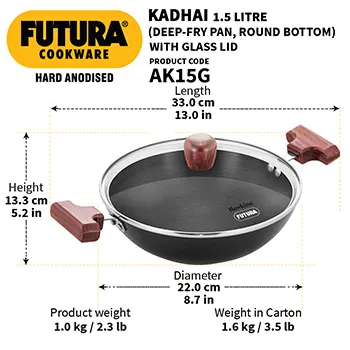 FUTURA®
COOKWARE
HARD ANODISED
KADHAI 1.5 LITRE
(DEEP-FRY PAN, ROUND BOTTOM)
WITH GLASS LID
PRODUCT CODE
AK15G
Length
33.0 cm
13.0 in
Height
13.3 cm
5.2 in
Hawkins
FUTURA
Diameter
22.0 cm
8.7 in
Product weight
1.0 kg / 2.3 lb
Weight in Carton
1.6 kg / 3.5 lb